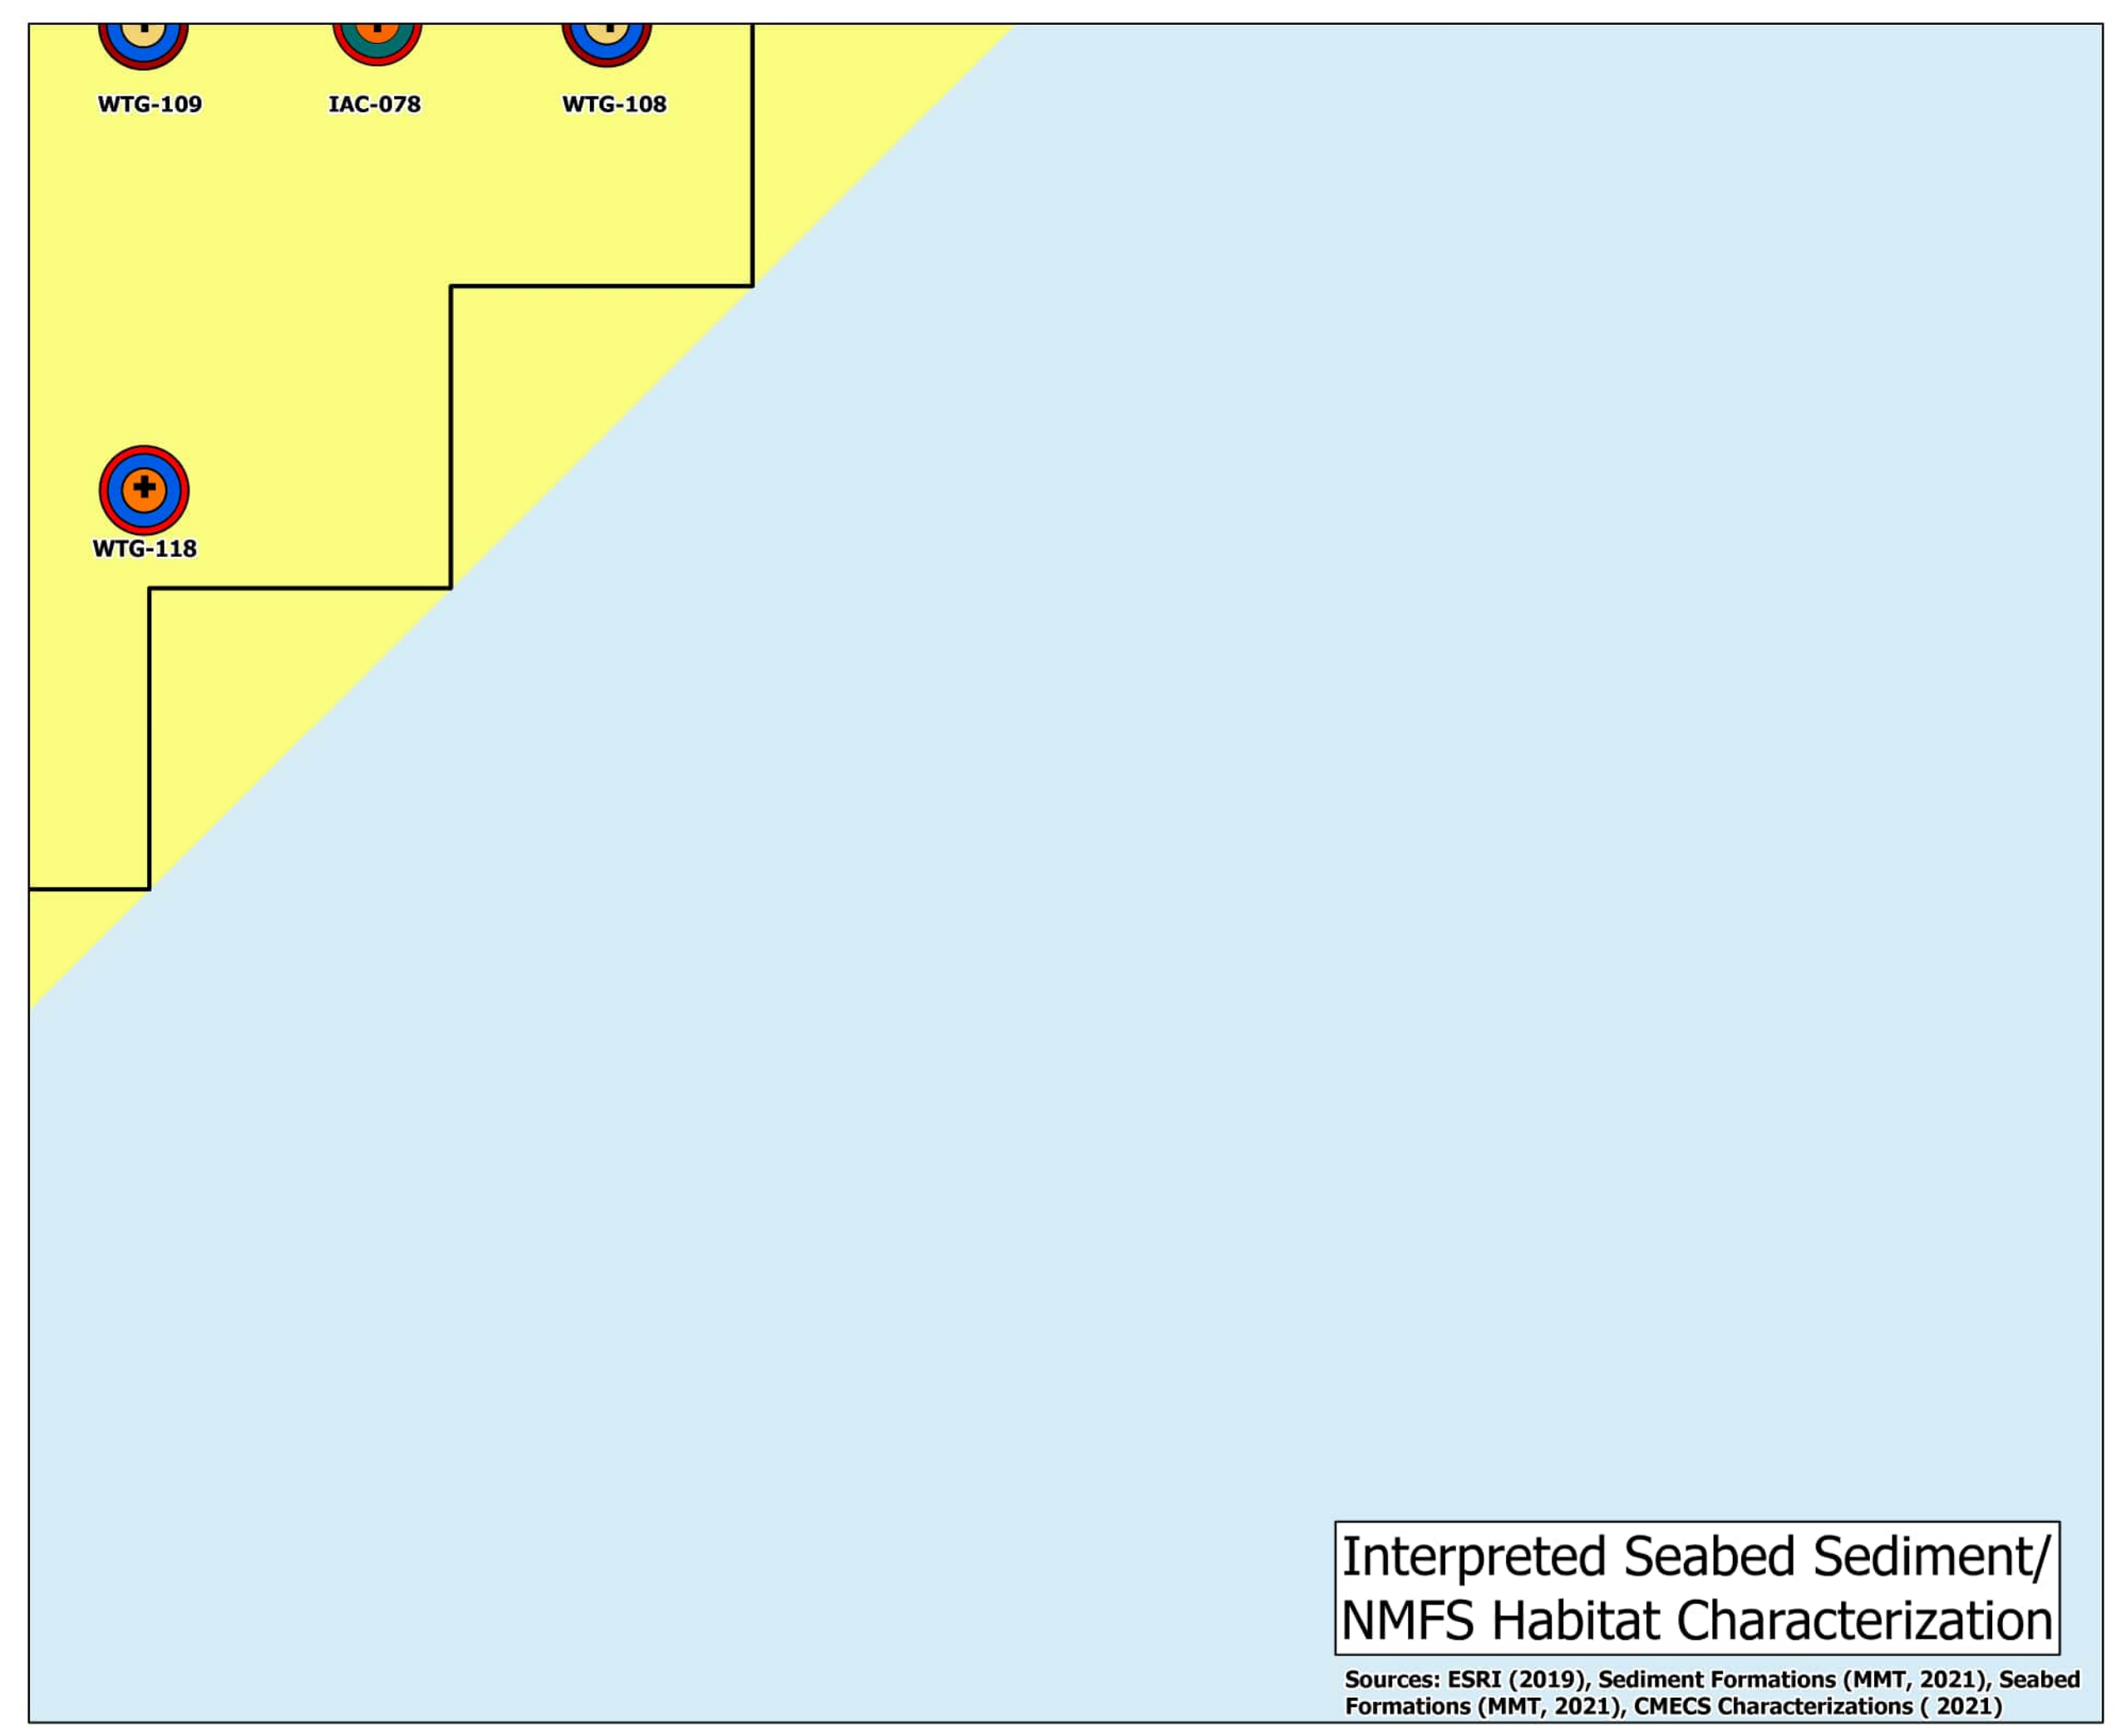 WTG-109 IAC-078 WTG-108
WTG-118
Interpreted Seabed Sediment/
NMFS Habitat Characterization
Sources: ESRI (2019), Sediment Formations (MMT, 2021), Seabed
Formations (MMT, 2021), CMECS Characterizations ( 2021)